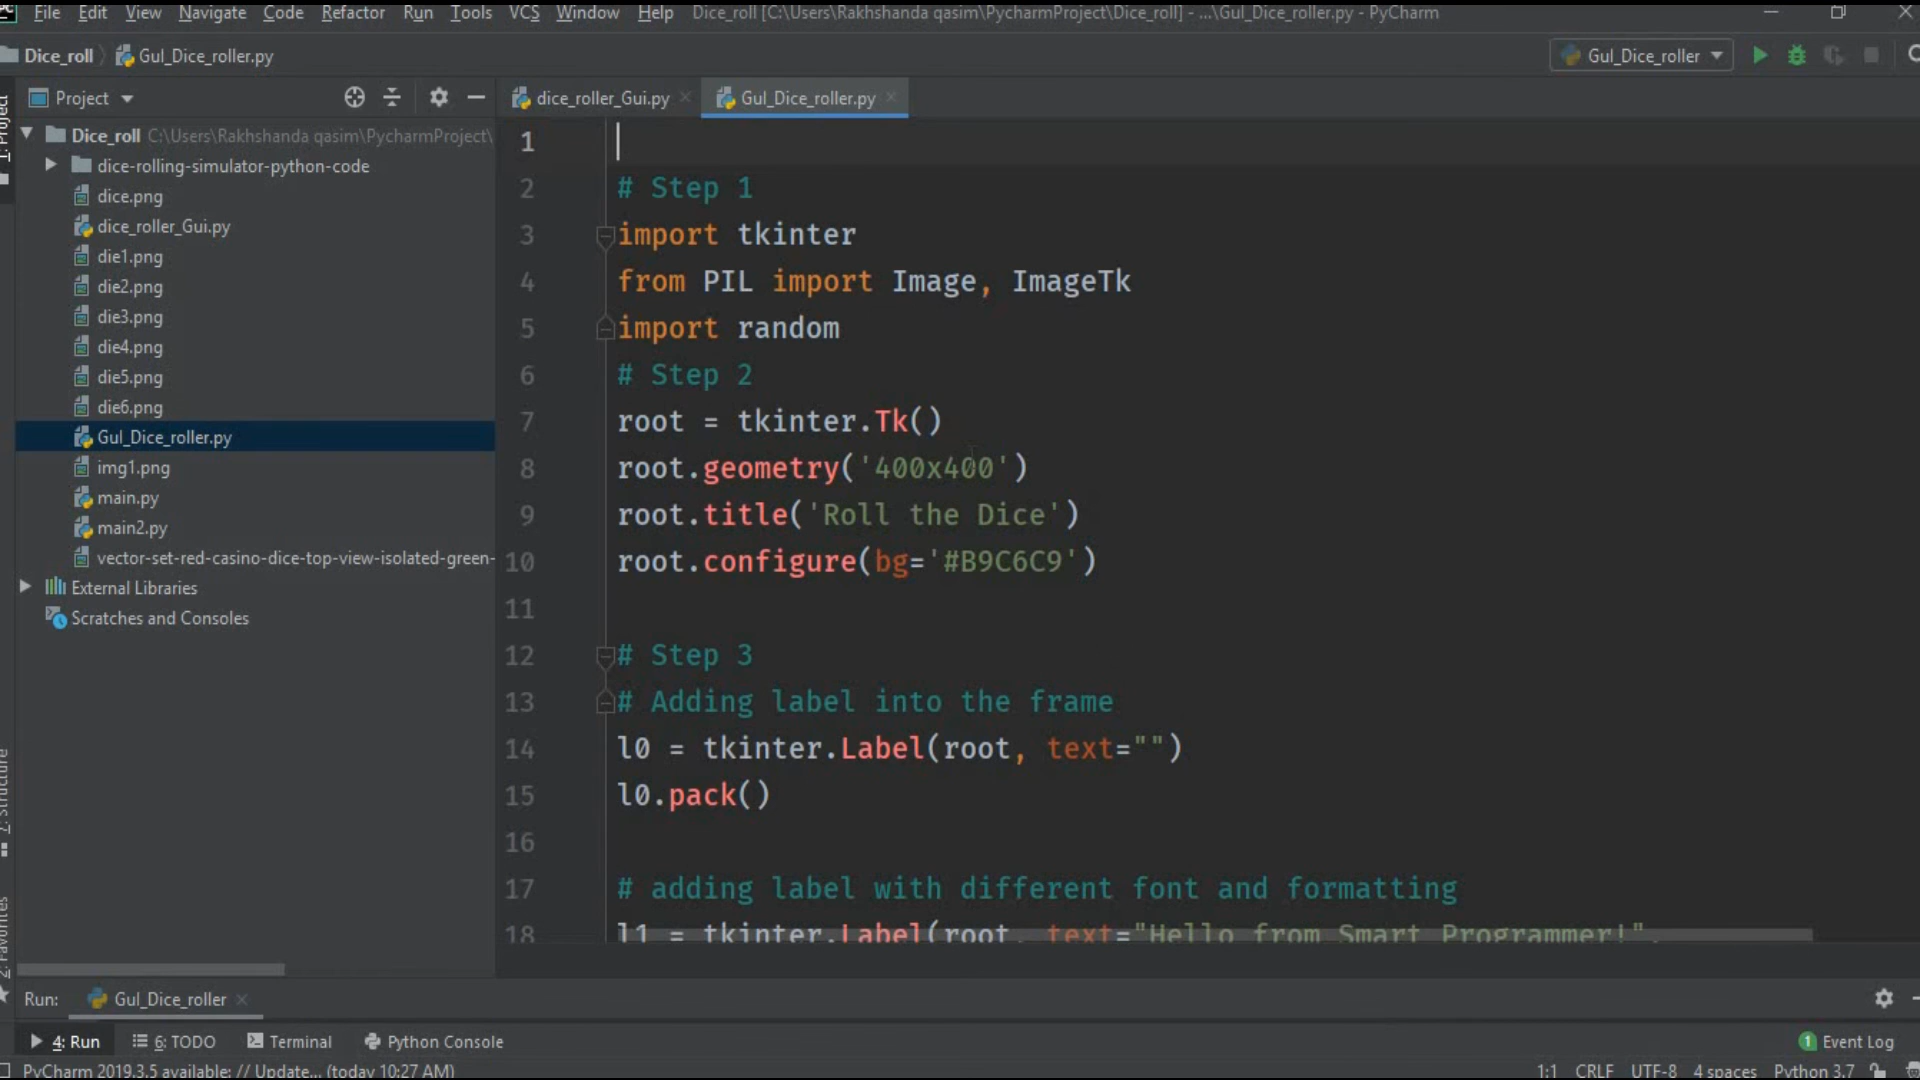 File Edit View Navigate Code Refactor Run Tools VCS Window Help Dice_roll [C:\Users\Rakhshanda qasim\PycharmProject\Dice_roll] - ...\Gul_Dice_roller.py - PyCharm
Dice_roll Gul_Dice_roller.py
Gul_Dice_roller
Project
dice_roller_Gui.py
Gul_Dice_roller.py
1: Project
Dice_roll C:\Users\Rakhshanda qasim\PycharmProject\
dice-rolling-simulator-python-code
dice.png
dice_roller_Gui.py
die1.png
die2.png
die3.png
die4.png
die5.png
die6.png
Gul_Dice_roller.py
img1.png
main.py
main2.py
vector-set-red-casino-dice-top-view-isolated-green-
External Libraries
Scratches and Consoles
1
2 # Step 1
3 import tkinter
4 from PIL import Image, ImageTk
5 import random
6 # Step 2
7 root = tkinter.Tk()
8 root.geometry('400x400')
9 root.title('Roll the Dice')
10 root.configure(bg='#B9C6C9')
11
12 # Step 3
13 # Adding label into the frame
14 l0 = tkinter.Label(root, text="")
15 l0.pack()
16
17 # adding label with different font and formatting
18 l1 = tkinter.Label(root, text="Hello from Smart Programmer!",
7: Structure
2: Favorites
Run: Gul_Dice_roller
4: Run 6: TODO Terminal Python Console
1 Event Log
PyCharm 2019.3.5 available: // Update... (today 10:27 AM)
1:1 CRLF UTF-8 4 spaces Python 3.7